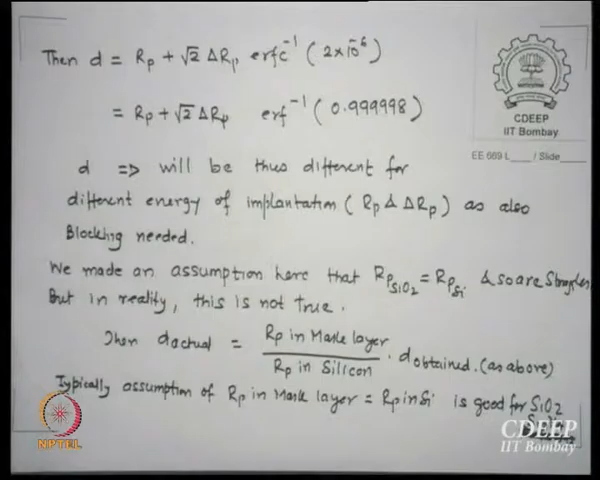 Then d = Rp + √2 ΔRp erfc⁻¹ (2×10⁻⁶)
= Rp + √2 ΔRp erf⁻¹ (0.999998)
CDEEP
IIT Bombay
EE 669 L____ / Slide____
d => will be thus different for
different energy of implantation (Rp & ΔRp) as also
Blocking needed.
We made an assumption here that Rp SiO2 = Rp Si & so are
But in reality, this is not true.
Then dactual = Rp in Mask layer / Rp in Silicon · dobtained. (as above)
Typically assumption of Rp in Mask layer = Rp in Si is good for SiO2
NPTEL
CDEEP
IIT Bombay